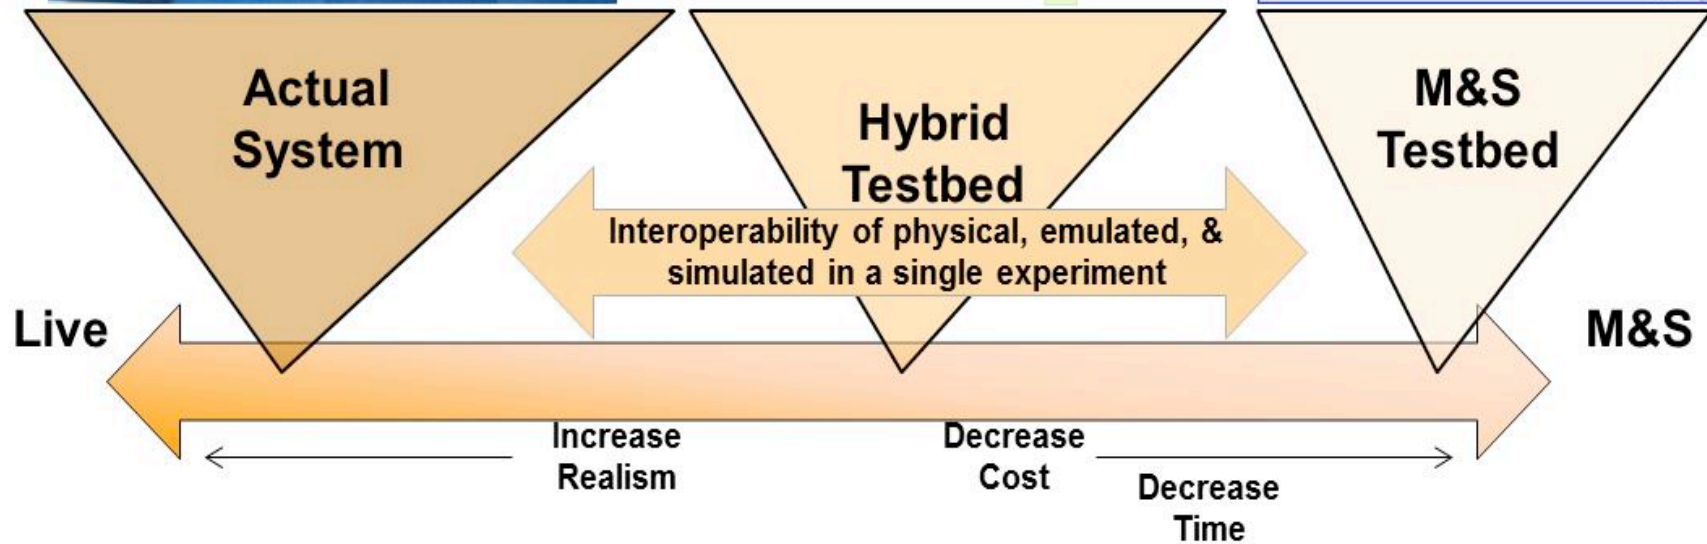 Actual
System
Hybrid
Testbed
M&S
Testbed
Interoperability of physical, emulated, &
simulated in a single experiment
Live
M&S
Increase
Realism
Decrease
Cost
Decrease
Time